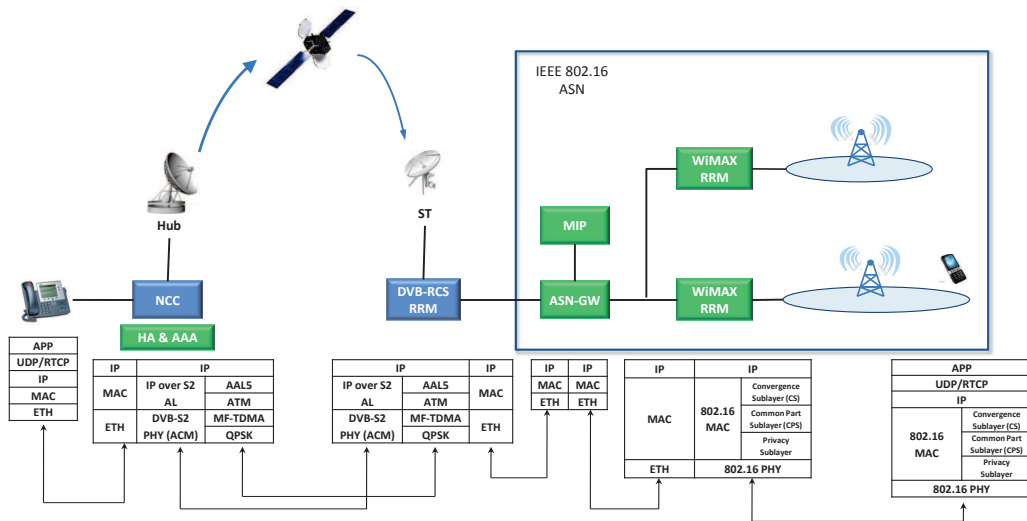 IEEE 802.16
ASN
WiMAX
RRM
Hub
ST
MIP
NCC
DVB-RCS
RRM
ASN-GW
WiMAX
RRM
HA & AAA
APP
UDP/RTCP
IP
MAC
ETH
IP
IP
MAC
IP over S2
AL
AAL5
ATM
ETH
DVB-S2
PHY (ACM)
MF-TDMA
QPSK
IP
IP
IP over S2
AL
AAL5
ATM
MAC
DVB-S2
PHY (ACM)
MF-TDMA
QPSK
ETH
IP
MAC
ETH
IP
MAC
ETH
IP
IP
MAC
802.16
MAC
Convergence
Sublayer (CS)
Common Part
Sublayer (CPS)
Privacy
Sublayer
ETH
802.16 PHY
APP
UDP/RTCP
IP
802.16
MAC
Convergence
Sublayer (CS)
Common Part
Sublayer (CPS)
Privacy
Sublayer
802.16 PHY